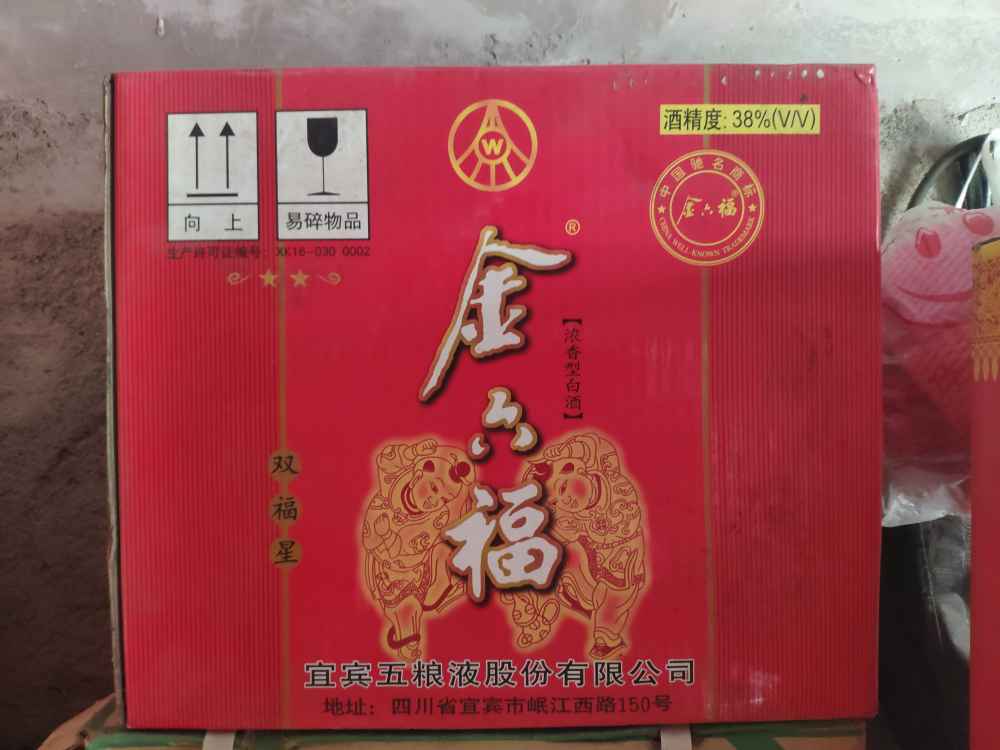 酒精度: 38%(V/V)
W
中国驰名商标
金六福®
CHINA WELL-KNOWN TRADEMARK
向上
易碎物品
生产许可证编号: XK16-030 0002
金六福®
【浓香型白酒】
双福星
宜宾五粮液股份有限公司
地址: 四川省宜宾市岷江西路150号